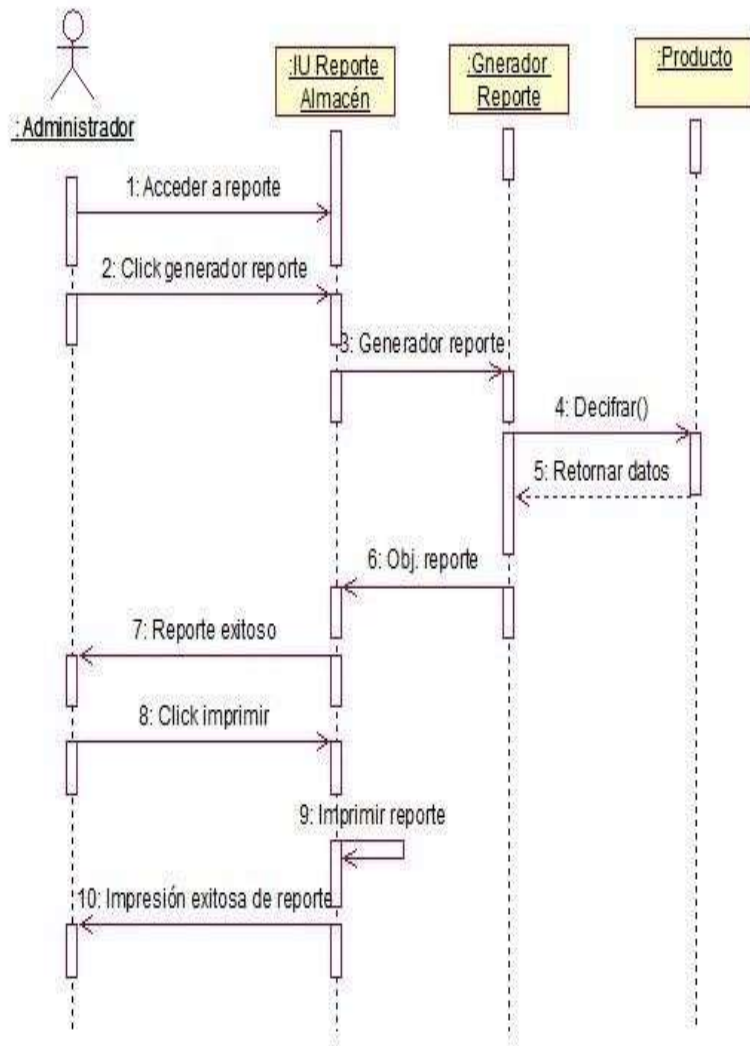 : Administrador
:IU Reporte
Almacén
:Gnerador
Reporte
:Producto
1: Acceder a reporte
2: Click generador reporte
3: Generador reporte
4: Decifrar()
5: Retornar datos
6: Obj. reporte
7: Reporte exitoso
8: Click imprimir
9: Imprimir reporte
10: Impresión exitosa de reporte